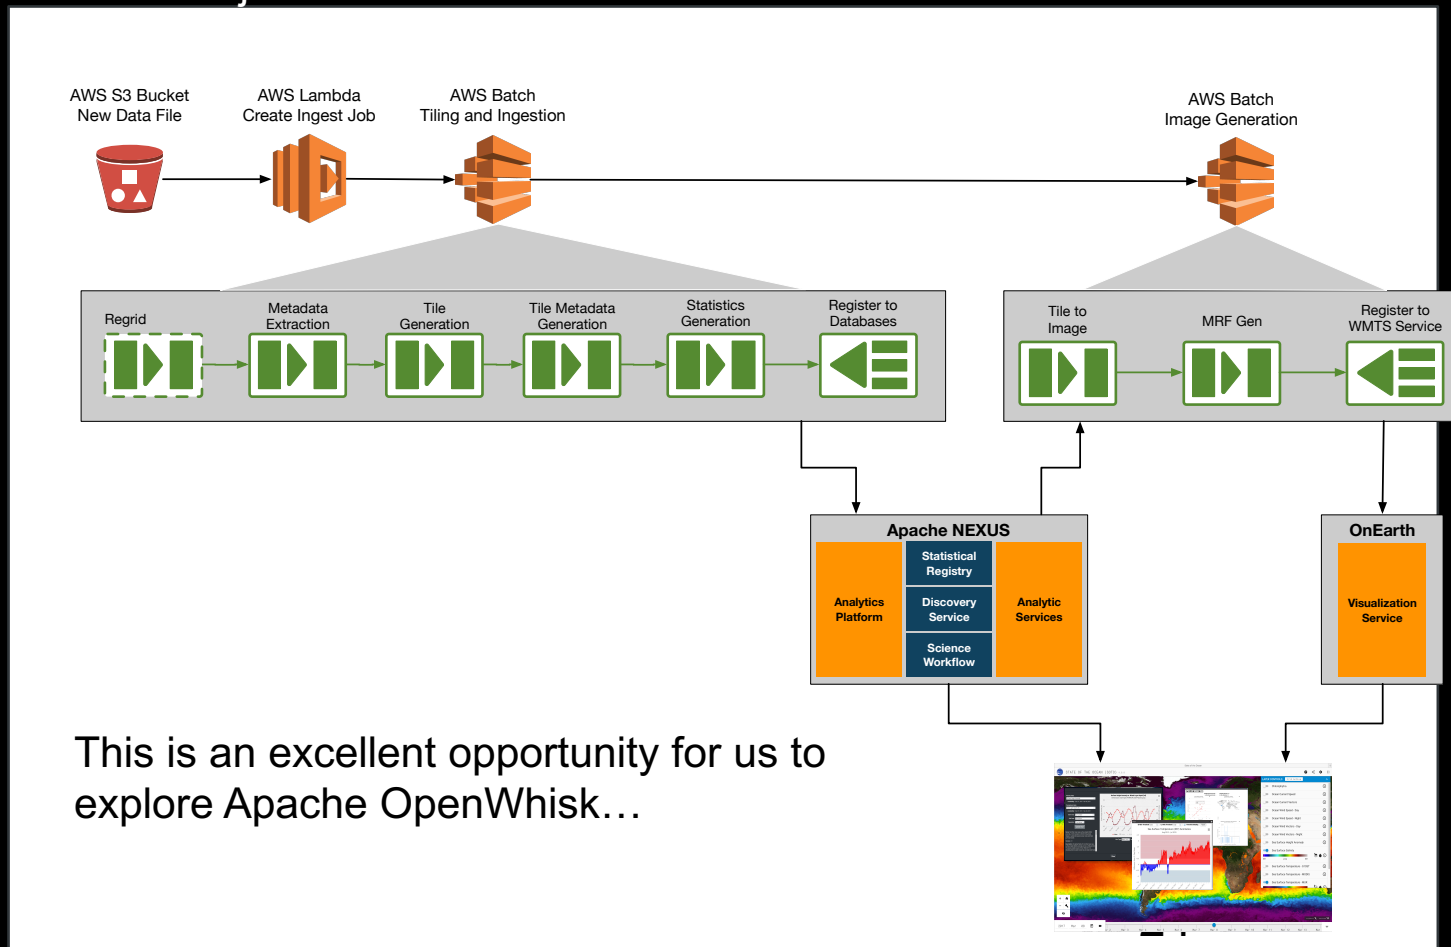 AWS S3 Bucket
New Data File
AWS Lambda
Create Ingest Job
AWS Batch
Tiling and Ingestion
AWS Batch
Image Generation
Regrid
Metadata
Extraction
Tile
Generation
Tile Metadata
Generation
Statistics
Generation
Register to
Databases
Tile to
Image
MRF Gen
Register to
WMTS Service
Apache NEXUS
Analytics
Platform
Statistical
Registry
Discovery
Service
Science
Workflow
Analytic
Services
OnEarth
Visualization
Service
This is an excellent opportunity for us to
explore Apache OpenWhisk…